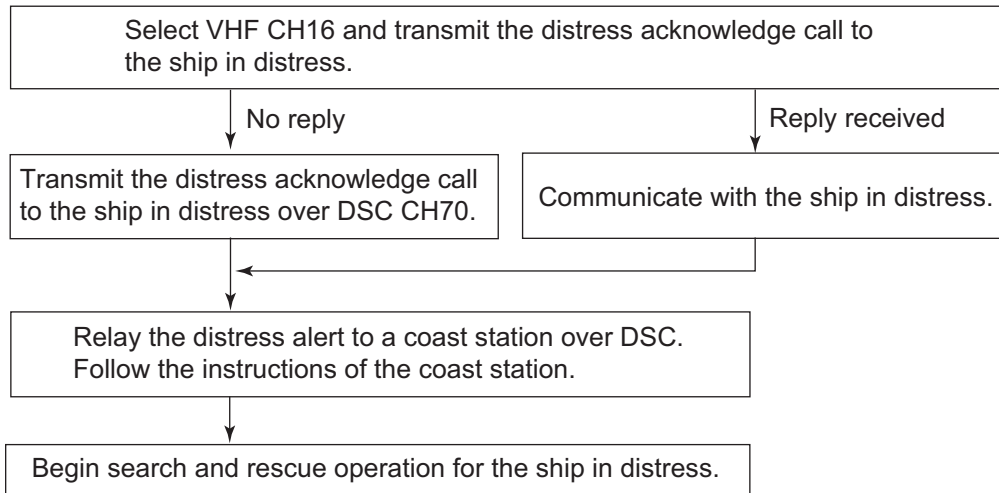 Select VHF CH16 and transmit the distress acknowledge call to
the ship in distress.
No reply
Reply received
Transmit the distress acknowledge call
to the ship in distress over DSC CH70.
Communicate with the ship in distress.
Relay the distress alert to a coast station over DSC.
Follow the instructions of the coast station.
Begin search and rescue operation for the ship in distress.